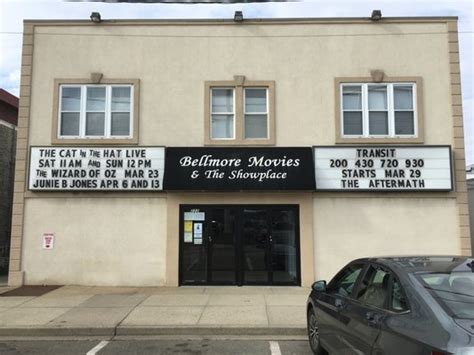 THE CAT IN THE HAT LIVE
SAT 11 AM AND SUN 12 PM
THE WIZARD OF OZ MAR 23
JUNIE B JONES APR 6 AND 13
Bellmore Movies
& The Showplace
TRANSIT
200 430 720 930
STARTS MAR 29
THE AFTERMATH